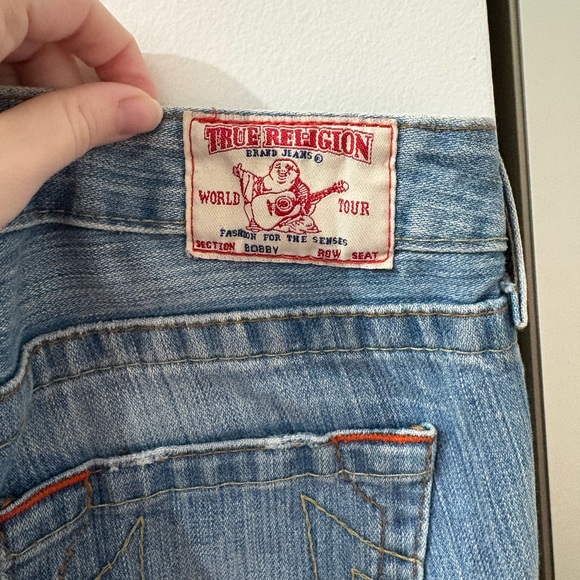 TRUE RELIGION
BRAND JEANS®
WORLD TOUR
FASHION FOR THE SENSES
SECTION BOBBY ROW SEAT